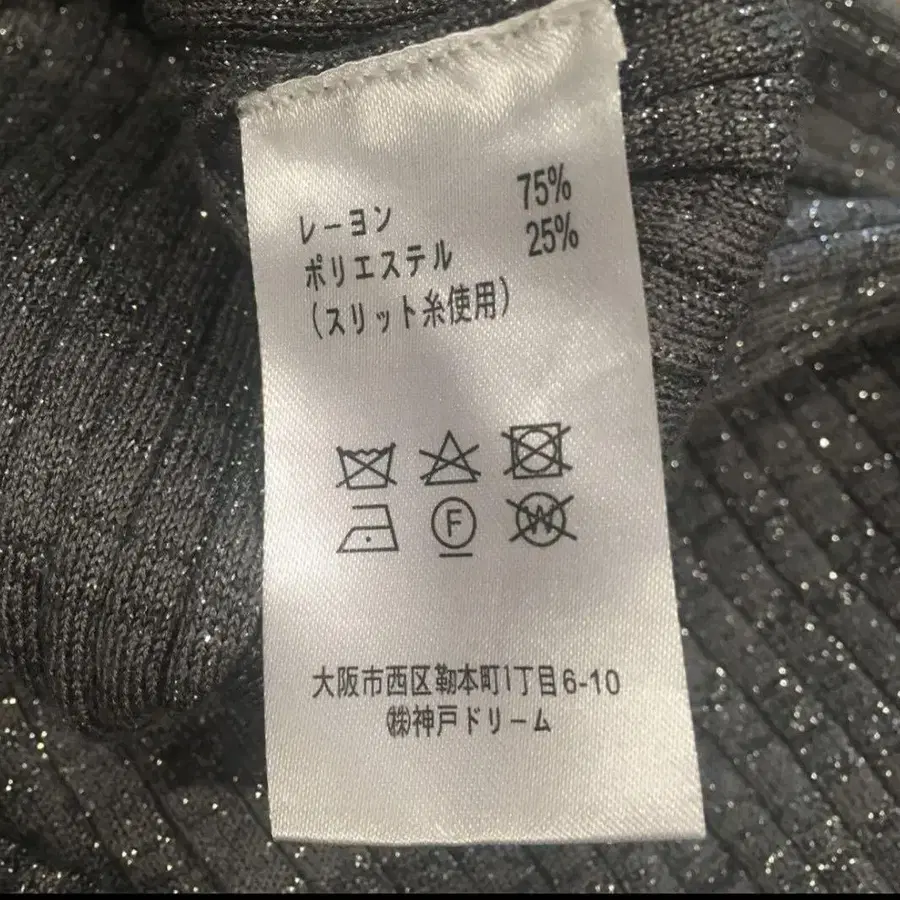 レーヨン 75%
ポリエステル 25%
(スリット糸使用)
F
W
大阪市西区靭本町1丁目6-10
㈱神戸ドリーム